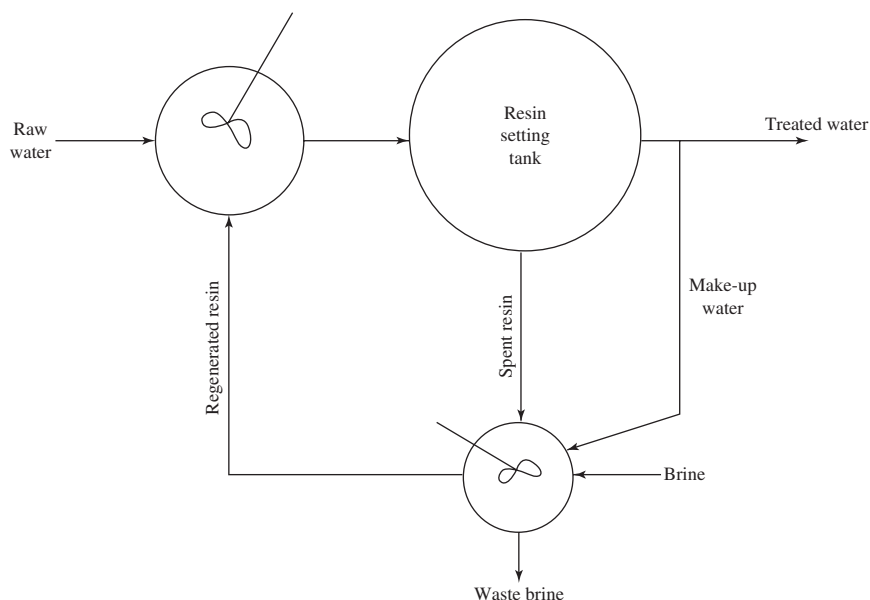 Raw
water
Resin
setting
tank
Treated water
Make-up
water
Regenerated resin
Spent resin
Brine
Waste brine